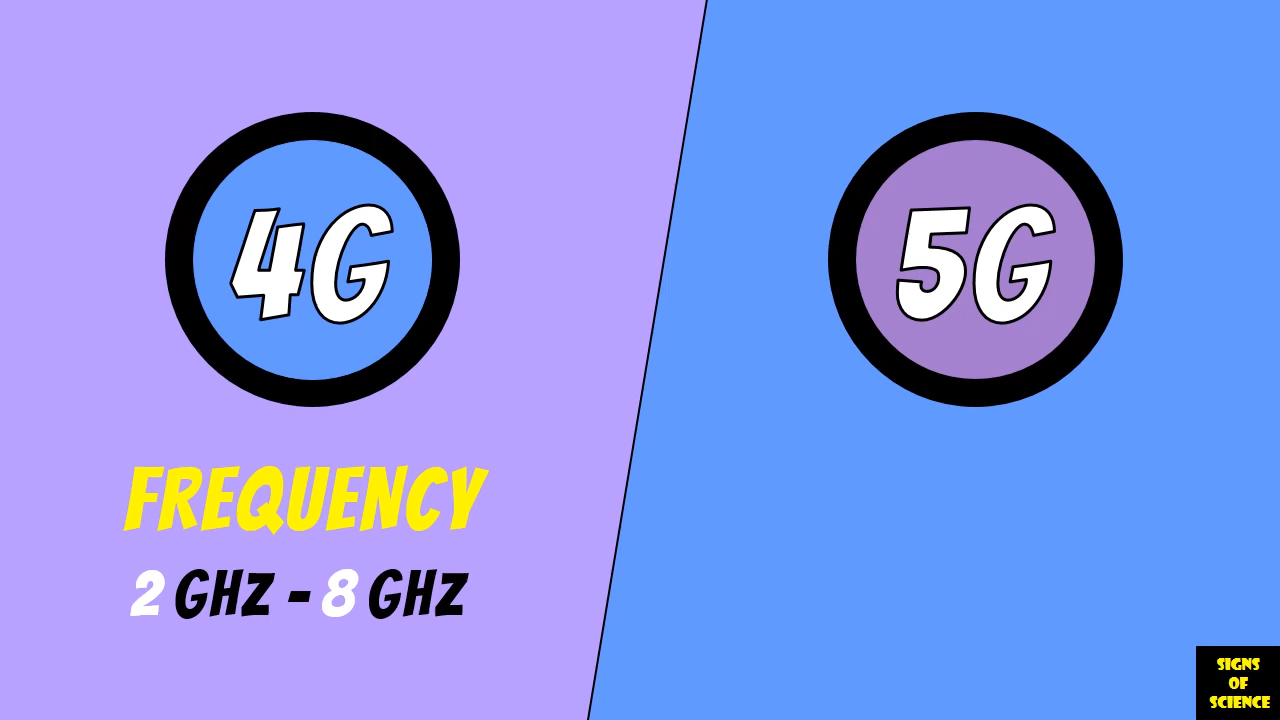 4G
5G
FREQUENCY
2 GHZ - 8 GHZ
SIGNS
OF
SCIENCE